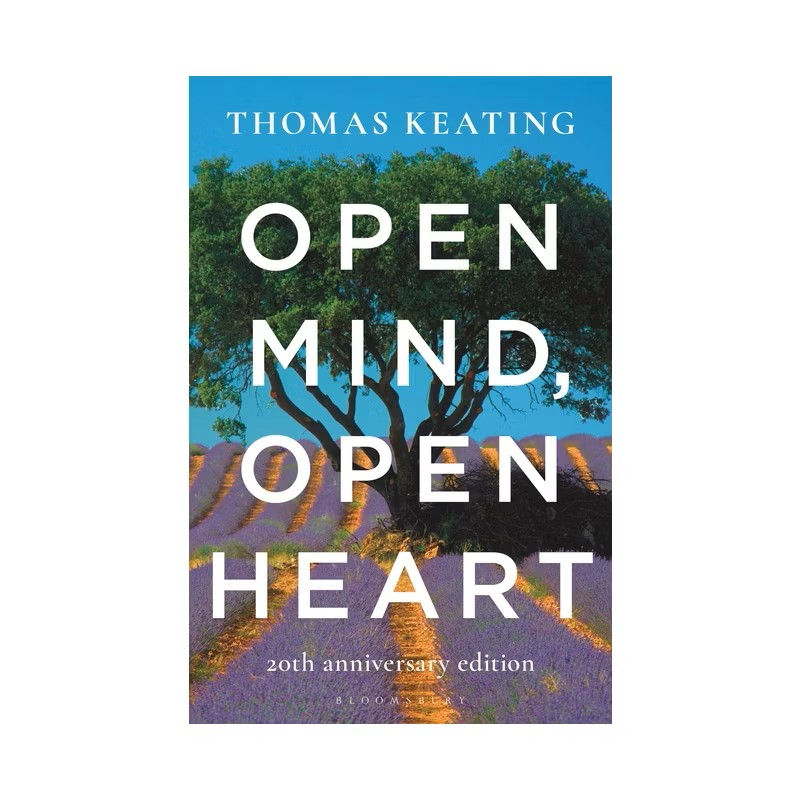 THOMAS KEATING
OPEN
MIND,
OPEN
HEART
20th anniversary edition
BLOOMSBURY